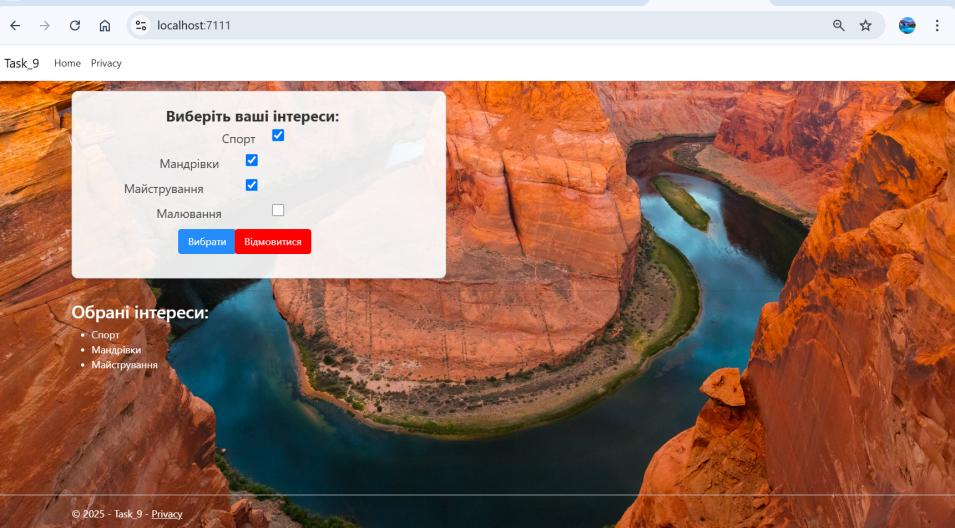 localhost:7111
Task_9 Home Privacy
Виберіть ваші інтереси:
Спорт
Мандрівки
Майстрування
Малювання
Вибрати Відмовитися
Обрані інтереси:
• Спорт
• Мандрівки
• Майстрування
© 2025 - Task_9 - Privacy